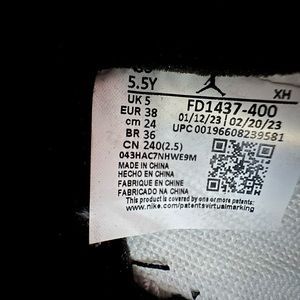 5.5Y
XH
UK 5
EUR 38
cm 24
BR 36
CN 240(2.5)
FD1437-400
01/12/23 02/20/23
UPC 00196608239581
043HAC7NHWE9M
MADE IN CHINA
HECHO EN CHINA
FABRIQUE EN CHINE
FABRICADO NA CHINA
This product is covered by one or more patents. See
www.nike.com/patentsvirtualmarking